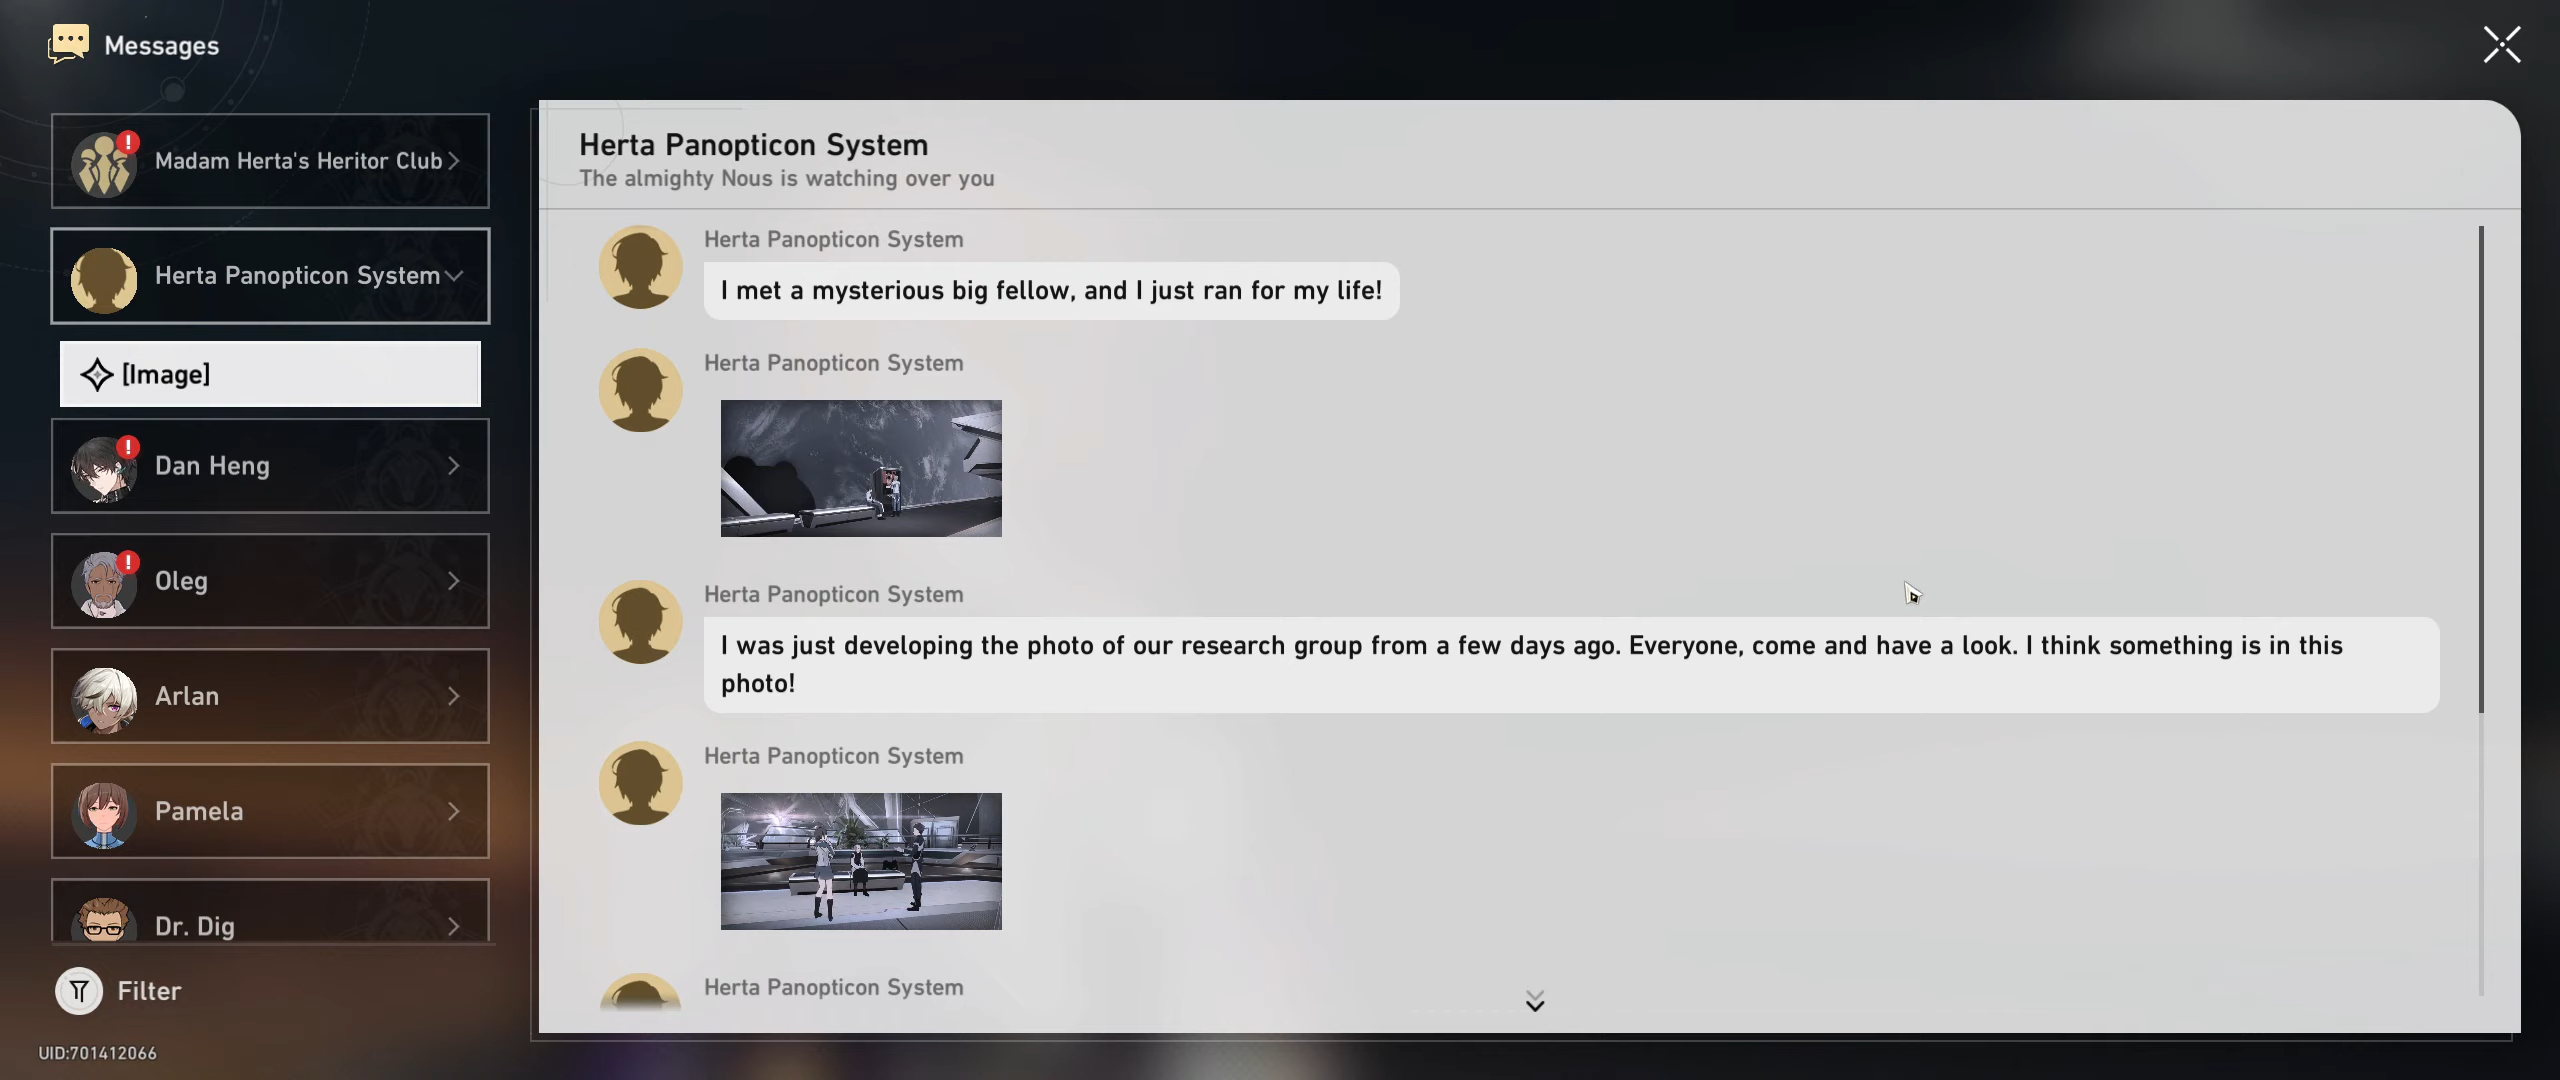 Messages
Madam Herta's Heritor Club
Herta Panopticon System
[Image]
Dan Heng
Oleg
Arlan
Pamela
Dr. Dig
Filter
UID:701412066
Herta Panopticon System
The almighty Nous is watching over you
Herta Panopticon System
I met a mysterious big fellow, and I just ran for my life!
Herta Panopticon System
Herta Panopticon System
I was just developing the photo of our research group from a few days ago. Everyone, come and have a look. I think something is in this
photo!
Herta Panopticon System
Herta Panopticon System